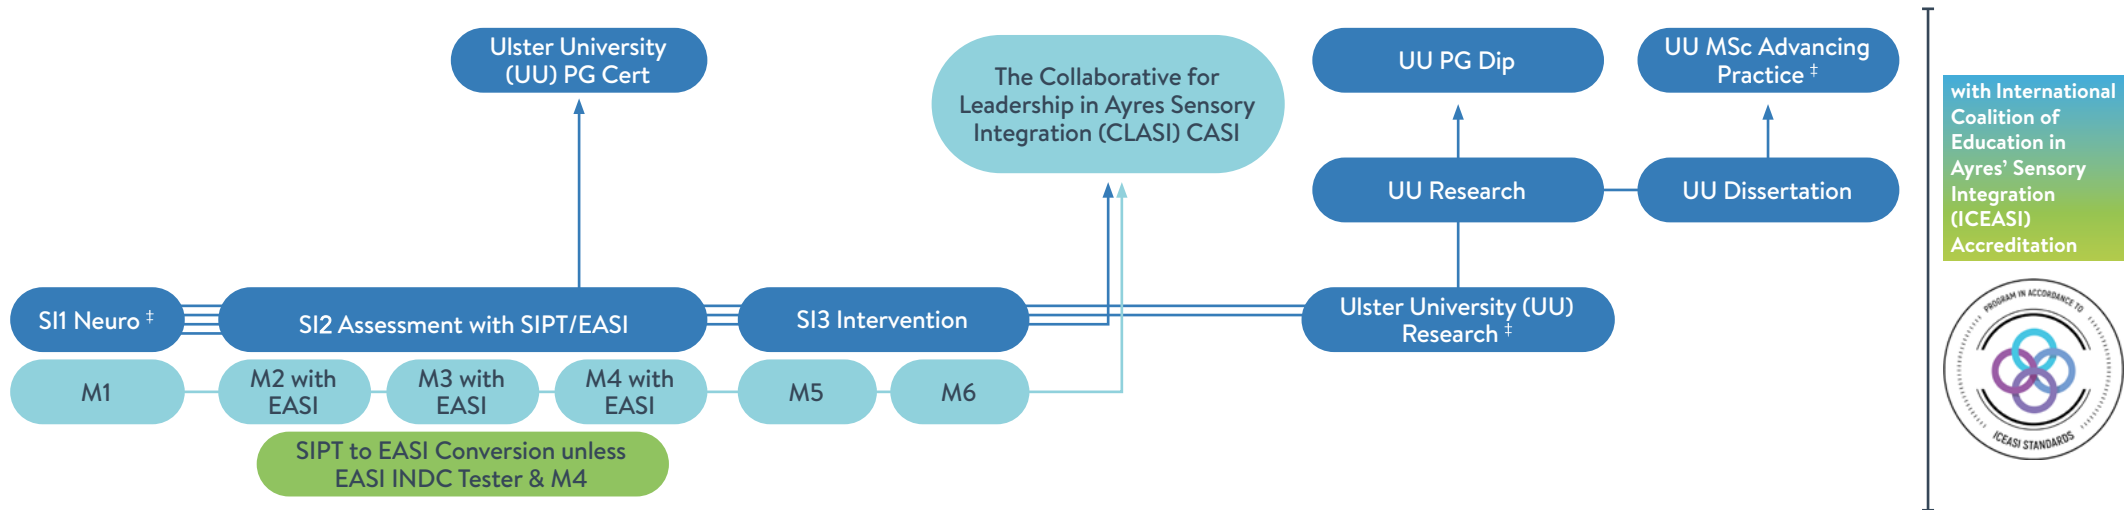 Ulster University
(UU) PG Cert
The Collaborative for
Leadership in Ayres Sensory
Integration (CLASI) CASI
UU PG Dip
UU MSc Advancing
Practice ‡
UU Research
UU Dissertation
SI1 Neuro ‡
SI2 Assessment with SIPT/EASI
SI3 Intervention
Ulster University (UU)
Research ‡
M1
M2 with
EASI
M3 with
EASI
M4 with
EASI
M5
M6
SIPT to EASI Conversion unless
EASI INDC Tester & M4
with International
Coalition of
Education in
Ayres’ Sensory
Integration
(ICEASI)
Accreditation
PROGRAM IN ACCORDANCE TO
ICEASI STANDARDS